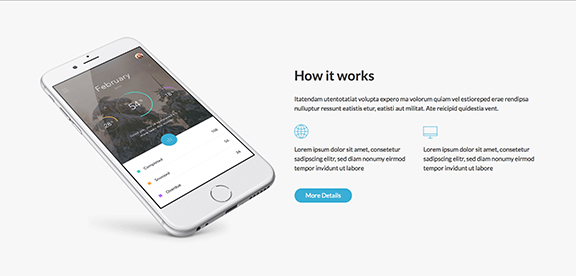 How it works
Itatendam utentotatiat volupta expero ma volorum quiam vel estioreped erae rendipsa
nulluptur ressunt eatistis etur, eatisti aut militat. Ate reicipid quidestia vent.
Lorem ipsum dolor sit amet, consetetur
sadipscing elitr, sed diam nonumy eirmod
tempor invidunt ut labore
Lorem ipsum dolor sit amet, consetetur
sadipscing elitr, sed diam nonumy eirmod
tempor invidunt ut labore
More Details
February
54%
28%
Completed
Snoozed
Overdue